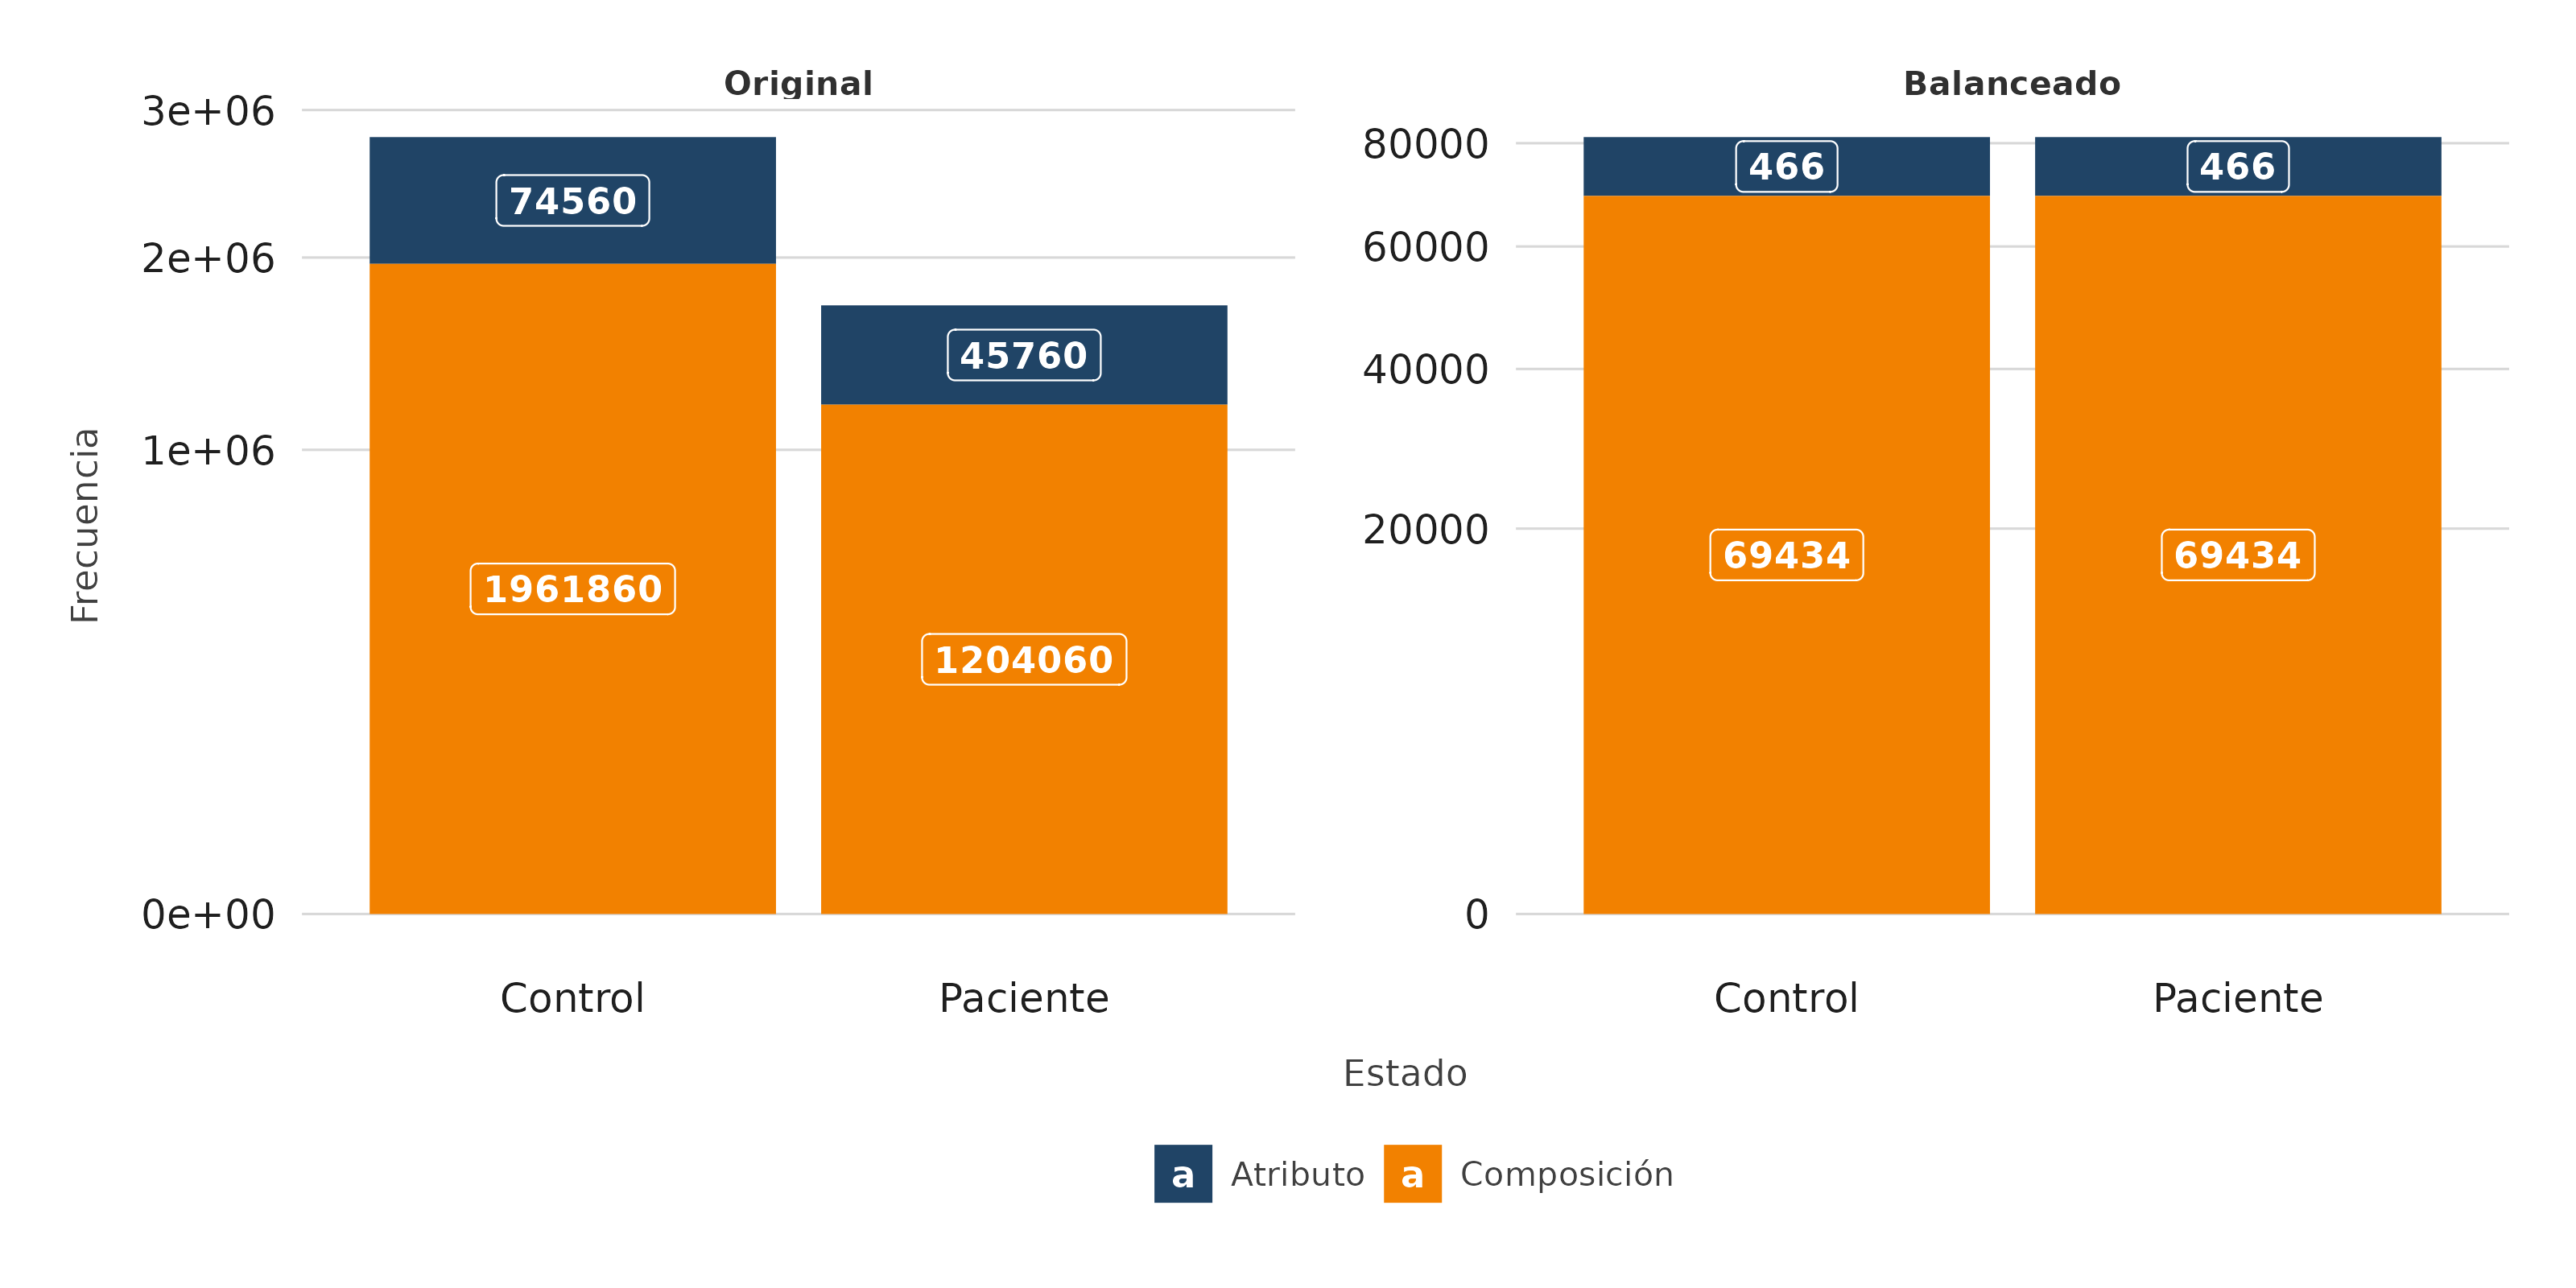 Original
3e+06
2e+06
1e+06
0e+00
74560
1961860
45760
1204060
Control
Paciente
Balanceado
80000
60000
40000
20000
0
466
69434
466
69434
Control
Paciente
Frecuencia
Estado
a Atributo a Composición